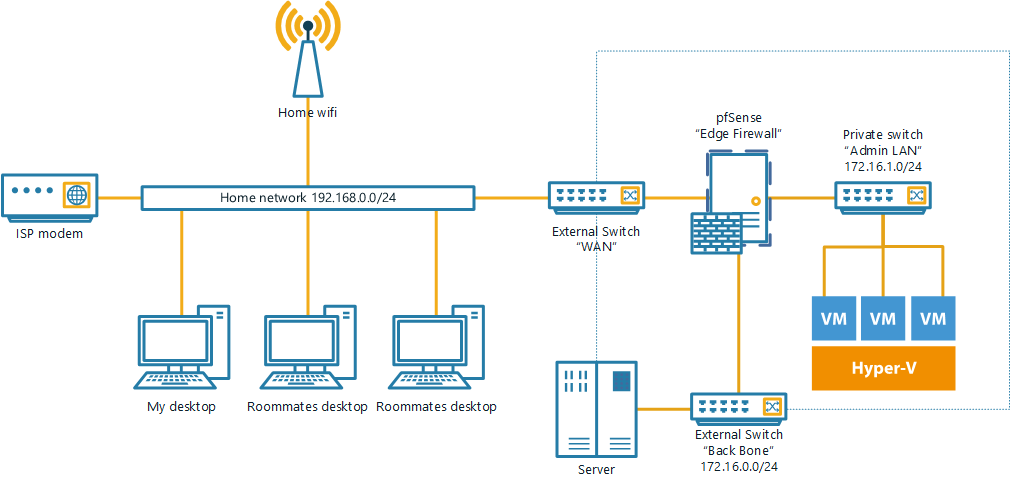 Home wifi
pfSense
“Edge Firewall”
Private switch
“Admin LAN”
172.16.1.0/24
Home network 192.168.0.0/24
ISP modem
External Switch
“WAN”
VM
VM
VM
Hyper-V
My desktop
Roommates desktop
Roommates desktop
External Switch
“Back Bone”
172.16.0.0/24
Server